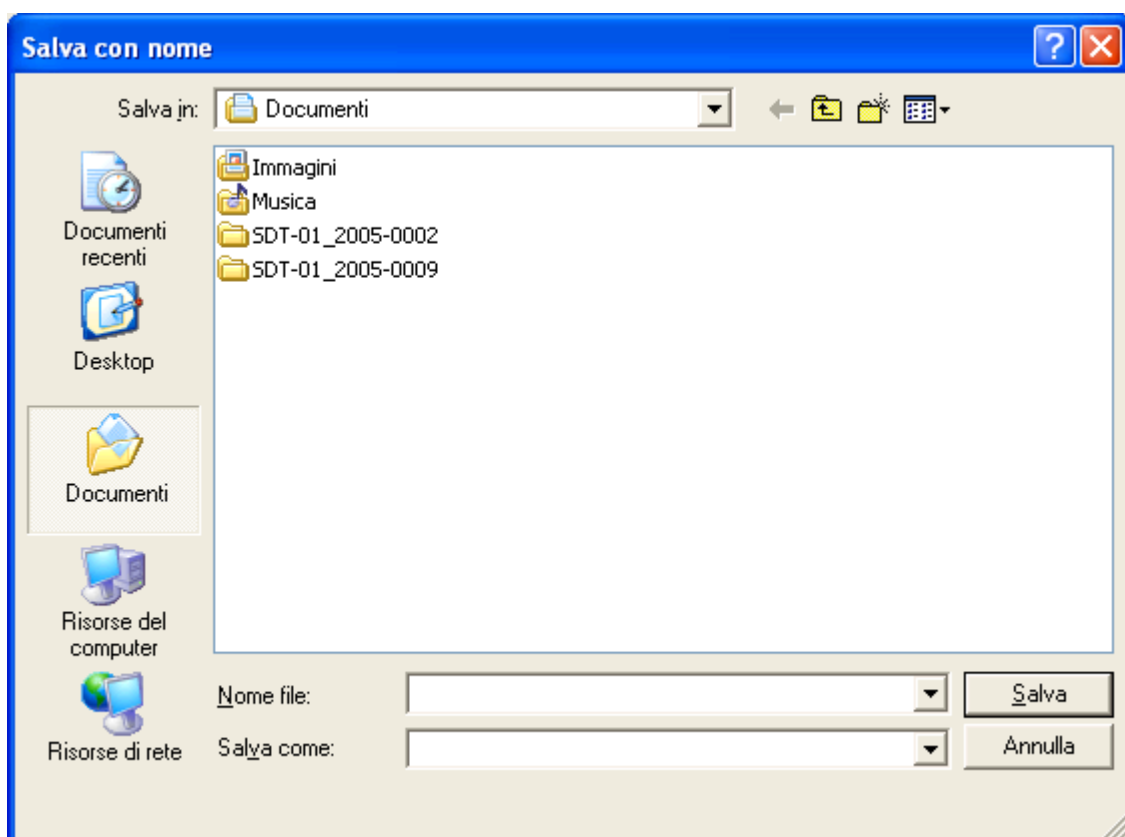 Salva con nome
Salva in:
Documenti
Immagini
Musica
SDT-01_2005-0002
SDT-01_2005-0009
Documenti
recenti
Desktop
Documenti
Risorse del
computer
Risorse di rete
Nome file:
Salva
Salva come:
Annulla